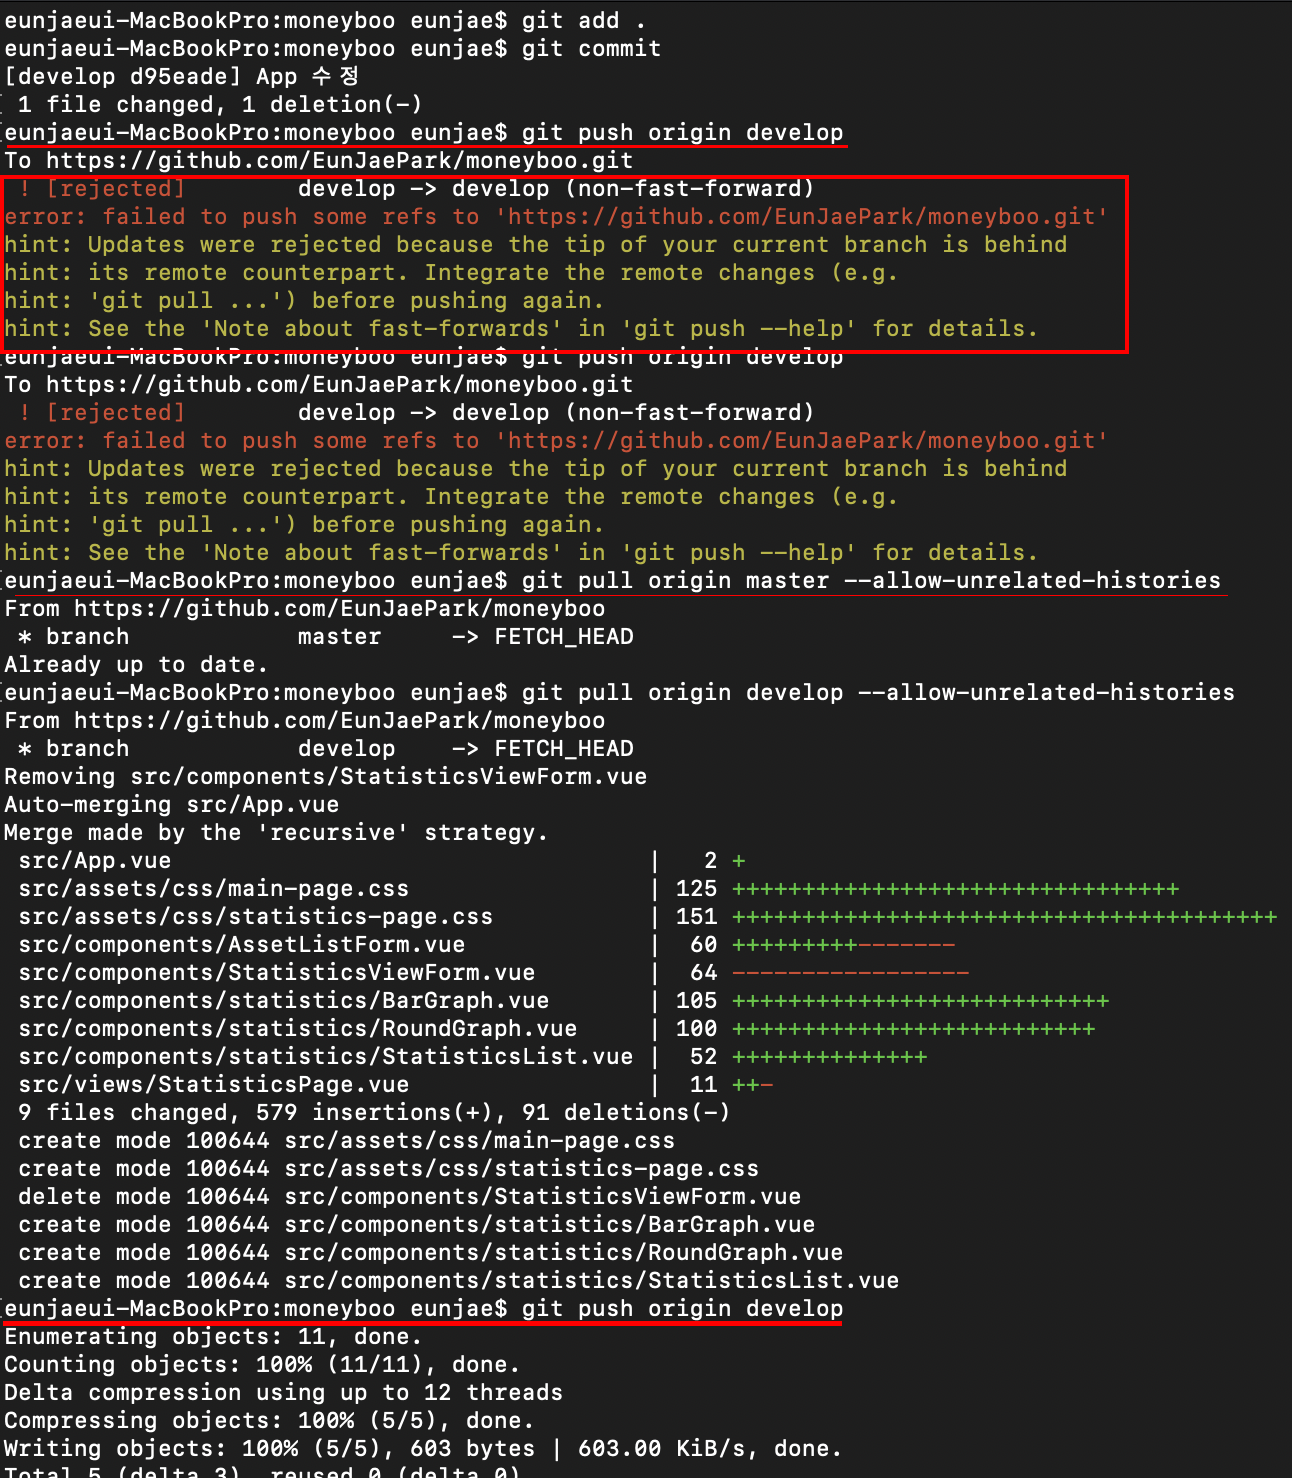 eunjaeui-MacBookPro:moneyboo eunjae$ git add .
eunjaeui-MacBookPro:moneyboo eunjae$ git commit
[develop d95eade] App 수정
 1 file changed, 1 deletion(-)
eunjaeui-MacBookPro:moneyboo eunjae$ git push origin develop
To https://github.com/EunJaePark/moneyboo.git
 ! [rejected]        develop -> develop (non-fast-forward)
error: failed to push some refs to 'https://github.com/EunJaePark/moneyboo.git'
hint: Updates were rejected because the tip of your current branch is behind
hint: its remote counterpart. Integrate the remote changes (e.g.
hint: 'git pull ...') before pushing again.
hint: See the 'Note about fast-forwards' in 'git push --help' for details.
eunjaeui-MacBookPro:moneyboo eunjae$ git push origin develop
To https://github.com/EunJaePark/moneyboo.git
 ! [rejected]        develop -> develop (non-fast-forward)
error: failed to push some refs to 'https://github.com/EunJaePark/moneyboo.git'
hint: Updates were rejected because the tip of your current branch is behind
hint: its remote counterpart. Integrate the remote changes (e.g.
hint: 'git pull ...') before pushing again.
hint: See the 'Note about fast-forwards' in 'git push --help' for details.
eunjaeui-MacBookPro:moneyboo eunjae$ git pull origin master --allow-unrelated-histories
From https://github.com/EunJaePark/moneyboo
 * branch            master     -> FETCH_HEAD
Already up to date.
eunjaeui-MacBookPro:moneyboo eunjae$ git pull origin develop --allow-unrelated-histories
From https://github.com/EunJaePark/moneyboo
 * branch            develop    -> FETCH_HEAD
Removing src/components/StatisticsViewForm.vue
Auto-merging src/App.vue
Merge made by the 'recursive' strategy.
 src/App.vue                                  |   2 +
 src/assets/css/main-page.css                 | 125 ++++++++++++++++++++++++++++++++
 src/assets/css/statistics-page.css           | 151 +++++++++++++++++++++++++++++++++++++++
 src/components/AssetListForm.vue             |  60 +++++++++-------
 src/components/StatisticsViewForm.vue        |  64 -----------------
 src/components/statistics/BarGraph.vue       | 105 +++++++++++++++++++++++++++
 src/components/statistics/RoundGraph.vue     | 100 ++++++++++++++++++++++++++
 src/components/statistics/StatisticsList.vue |  52 ++++++++++++++
 src/views/StatisticsPage.vue                 |  11 ++-
 9 files changed, 579 insertions(+), 91 deletions(-)
 create mode 100644 src/assets/css/main-page.css
 create mode 100644 src/assets/css/statistics-page.css
 delete mode 100644 src/components/StatisticsViewForm.vue
 create mode 100644 src/components/statistics/BarGraph.vue
 create mode 100644 src/components/statistics/RoundGraph.vue
 create mode 100644 src/components/statistics/StatisticsList.vue
eunjaeui-MacBookPro:moneyboo eunjae$ git push origin develop
Enumerating objects: 11, done.
Counting objects: 100% (11/11), done.
Delta compression using up to 12 threads
Compressing objects: 100% (5/5), done.
Writing objects: 100% (5/5), 603 bytes | 603.00 KiB/s, done.
Total 5 (delta 3), reused 0 (delta 0)